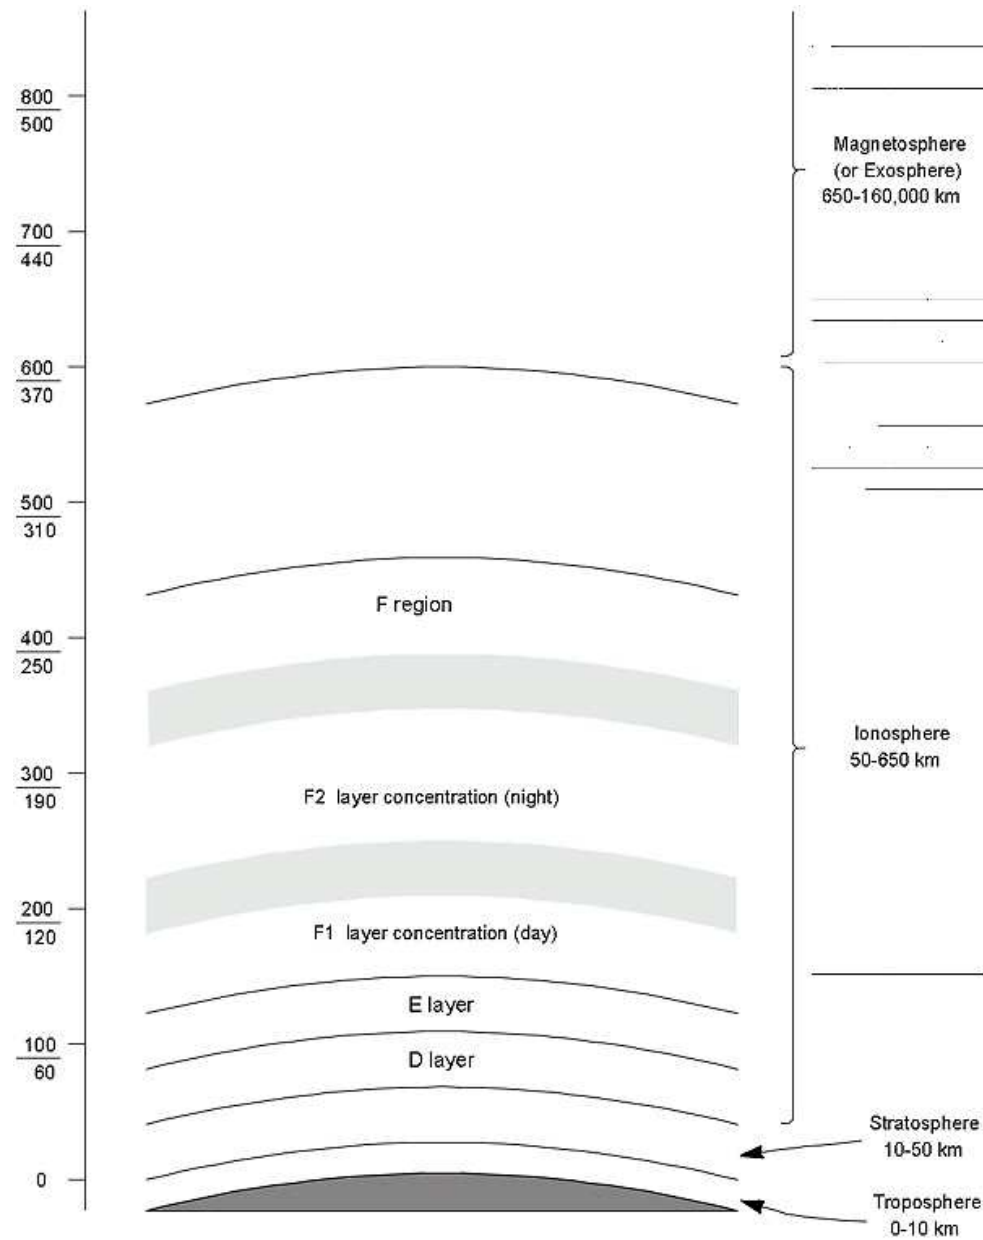 800
500
700
440
600
370
500
310
400
250
300
190
200
120
100
60
0
F region
F2 layer concentration (night)
F1 layer concentration (day)
E layer
D layer
Magnetosphere
(or Exosphere)
650-160,000 km
Ionosphere
50-650 km
Stratosphere
10-50 km
Troposphere
0-10 km